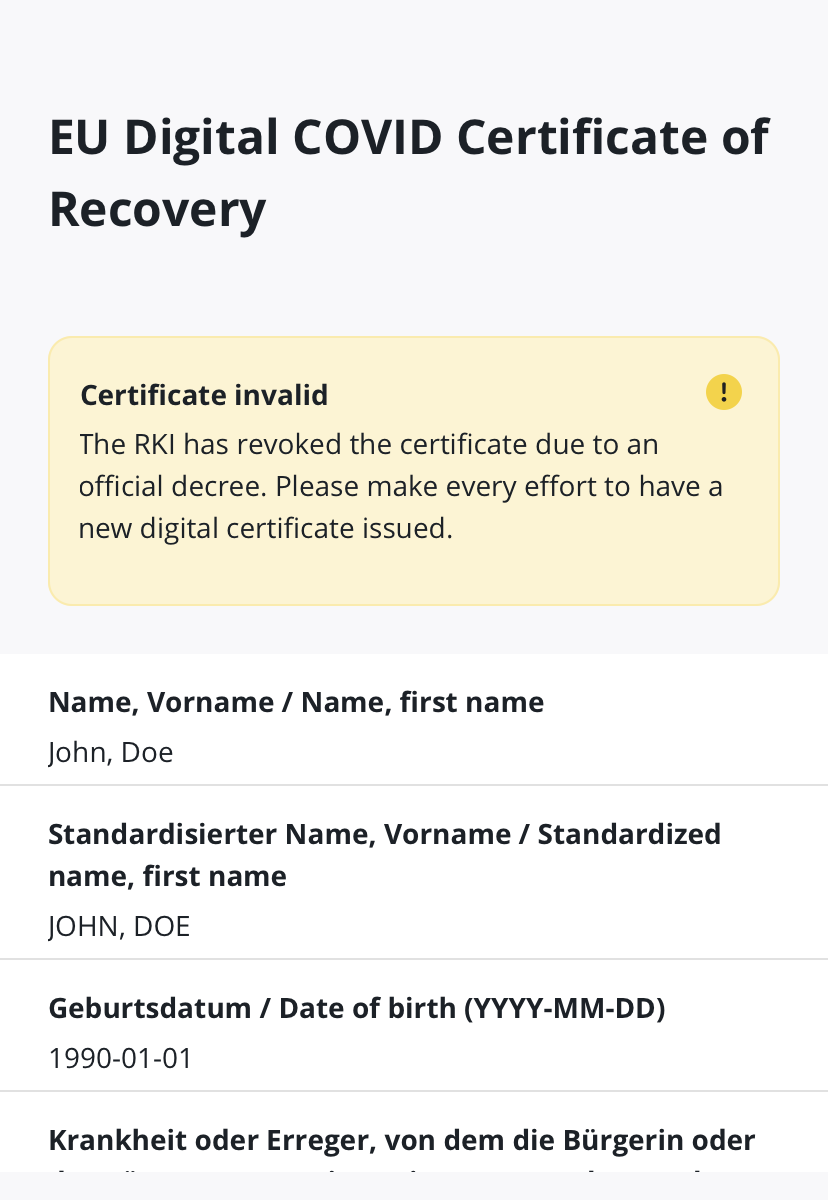 EU Digital COVID Certificate of
Recovery
Certificate invalid
The RKI has revoked the certificate due to an
official decree. Please make every effort to have a
new digital certificate issued.
Name, Vorname / Name, first name
John, Doe
Standardisierter Name, Vorname / Standardized
name, first name
JOHN, DOE
Geburtsdatum / Date of birth (YYYY-MM-DD)
1990-01-01
Krankheit oder Erreger, von dem die Bürgerin oder